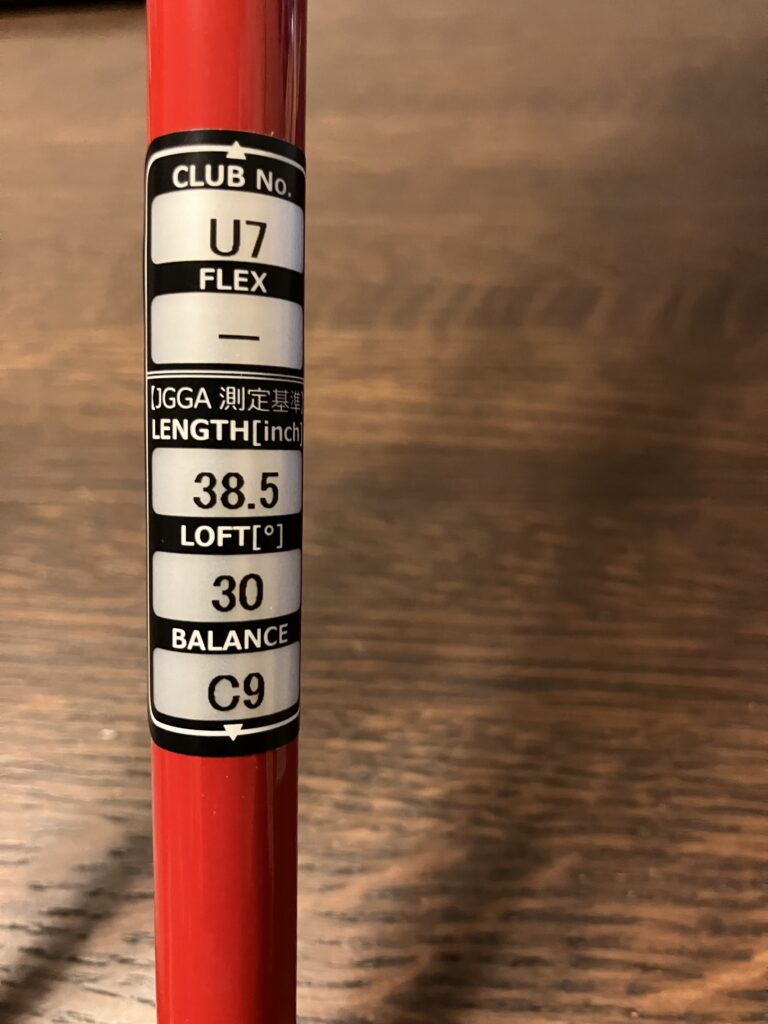 CLUB No.
U7
FLEX
—
[JGGA 測定基準]
LENGTH[inch]
38.5
LOFT[°]
30
BALANCE
C9